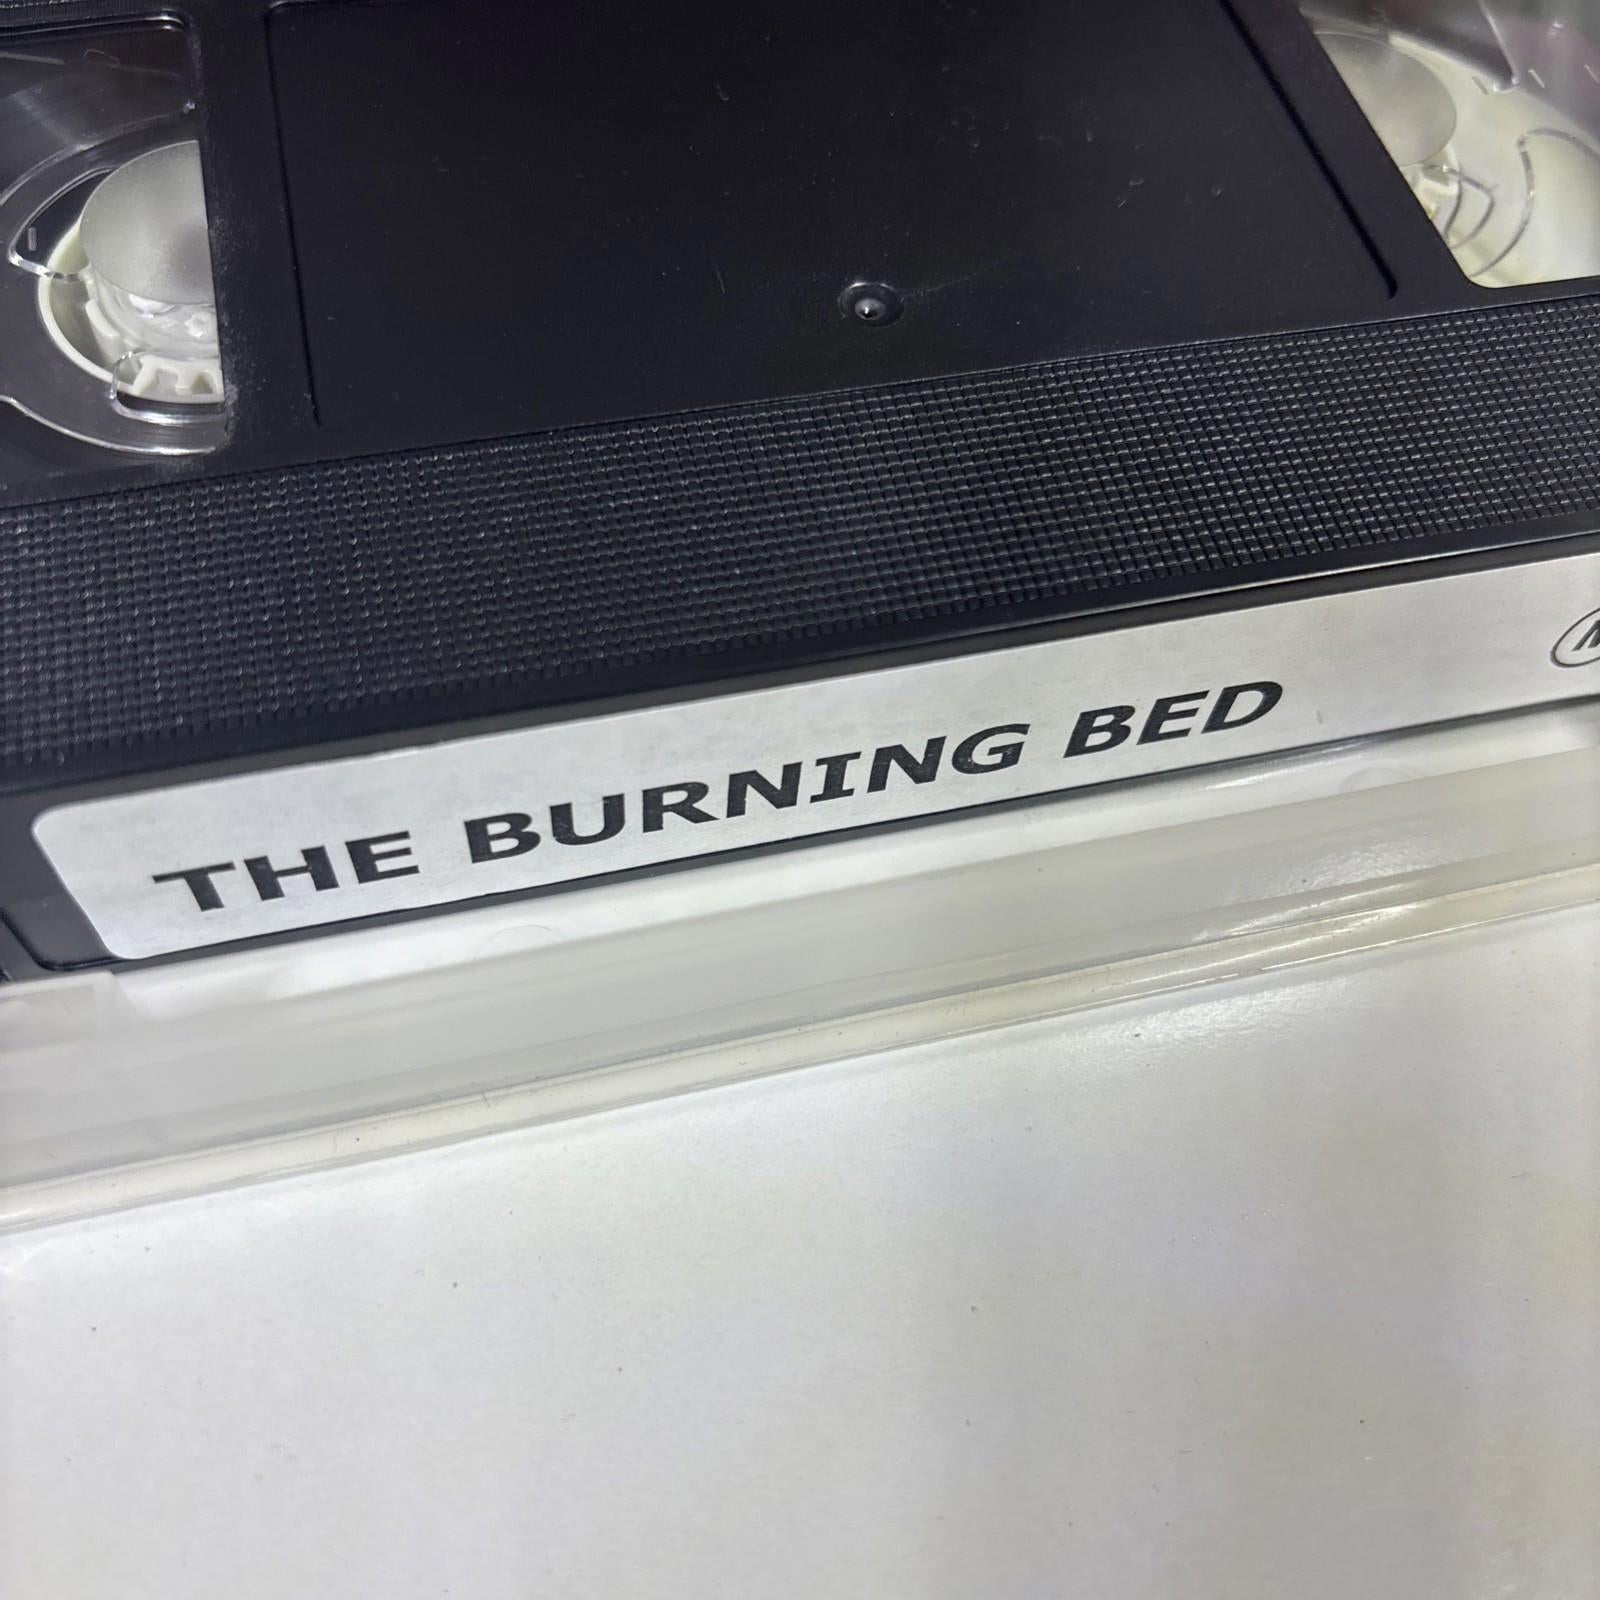 THE BURNING BED